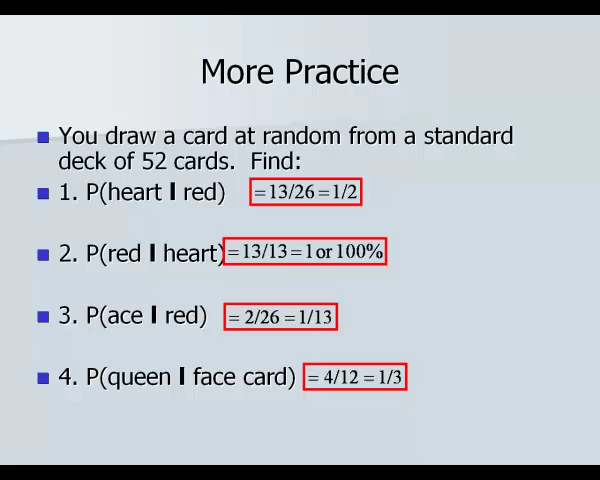 More Practice
You draw a card at random from a standard
deck of 52 cards. Find:
1. P(heart I red) = 13/26 = 1/2
2. P(red I heart) = 13/13 = 1 or 100%
3. P(ace I red) = 2/26 = 1/13
4. P(queen I face card) = 4/12 = 1/3